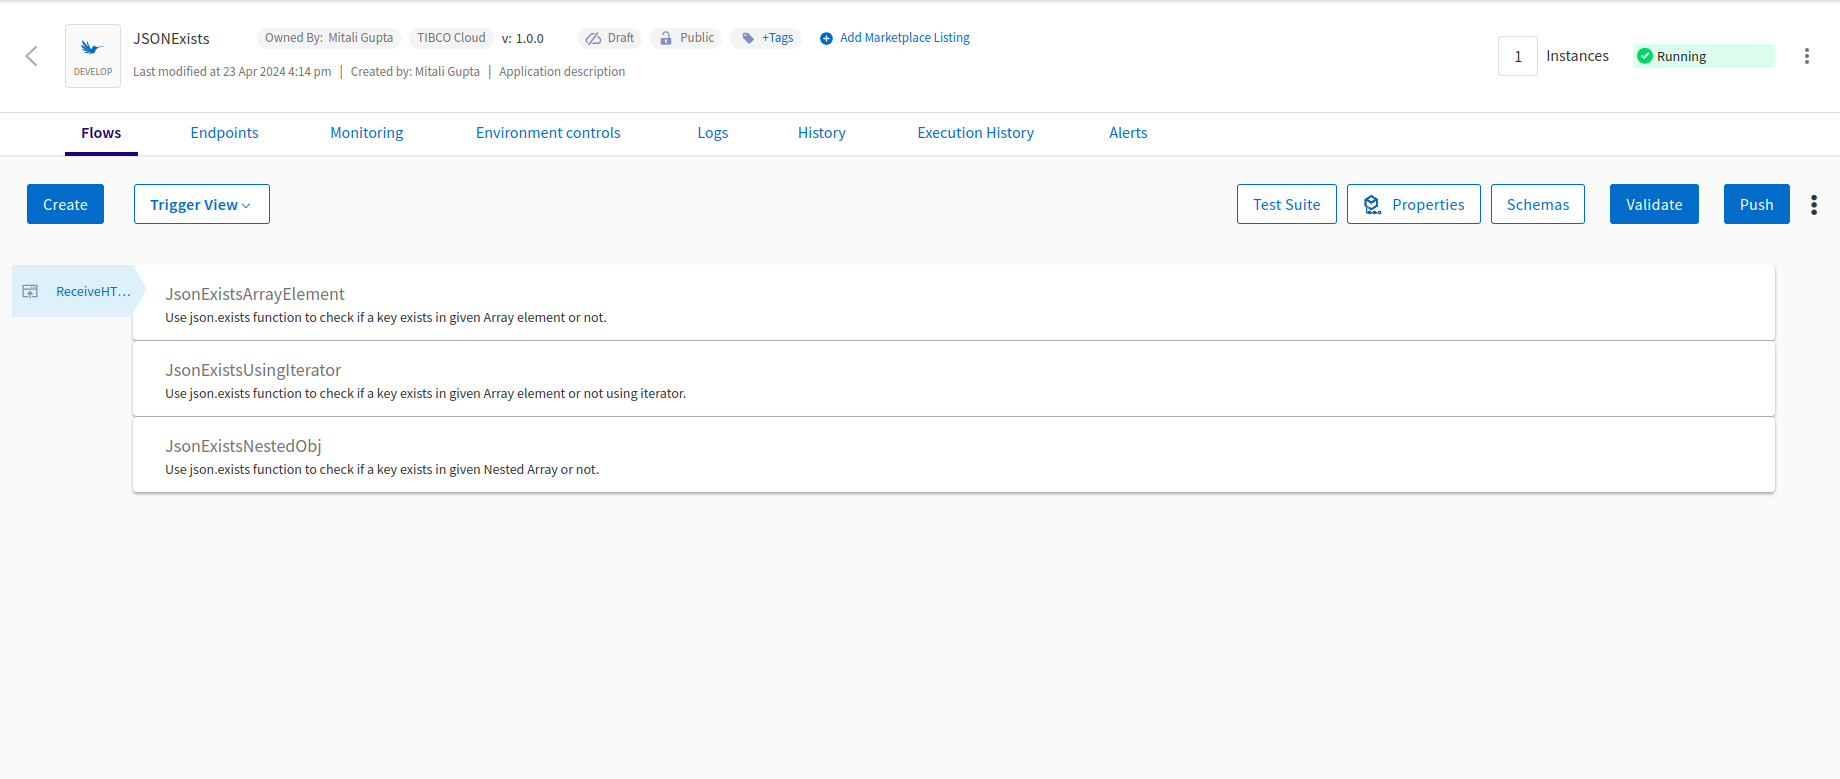 JSONExists Owned By: Mitali Gupta TIBCO Cloud v: 1.0.0 Draft Public +Tags Add Marketplace Listing
DEVELOP
Last modified at 23 Apr 2024 4:14 pm | Created by: Mitali Gupta | Application description
1 Instances Running
Flows Endpoints Monitoring Environment controls Logs History Execution History Alerts
Create Trigger View Test Suite Properties Schemas Validate Push
ReceiveHT...
JsonExistsArrayElement
Use json.exists function to check if a key exists in given Array element or not.
JsonExistsUsingIterator
Use json.exists function to check if a key exists in given Array element or not using iterator.
JsonExistsNestedObj
Use json.exists function to check if a key exists in given Nested Array or not.